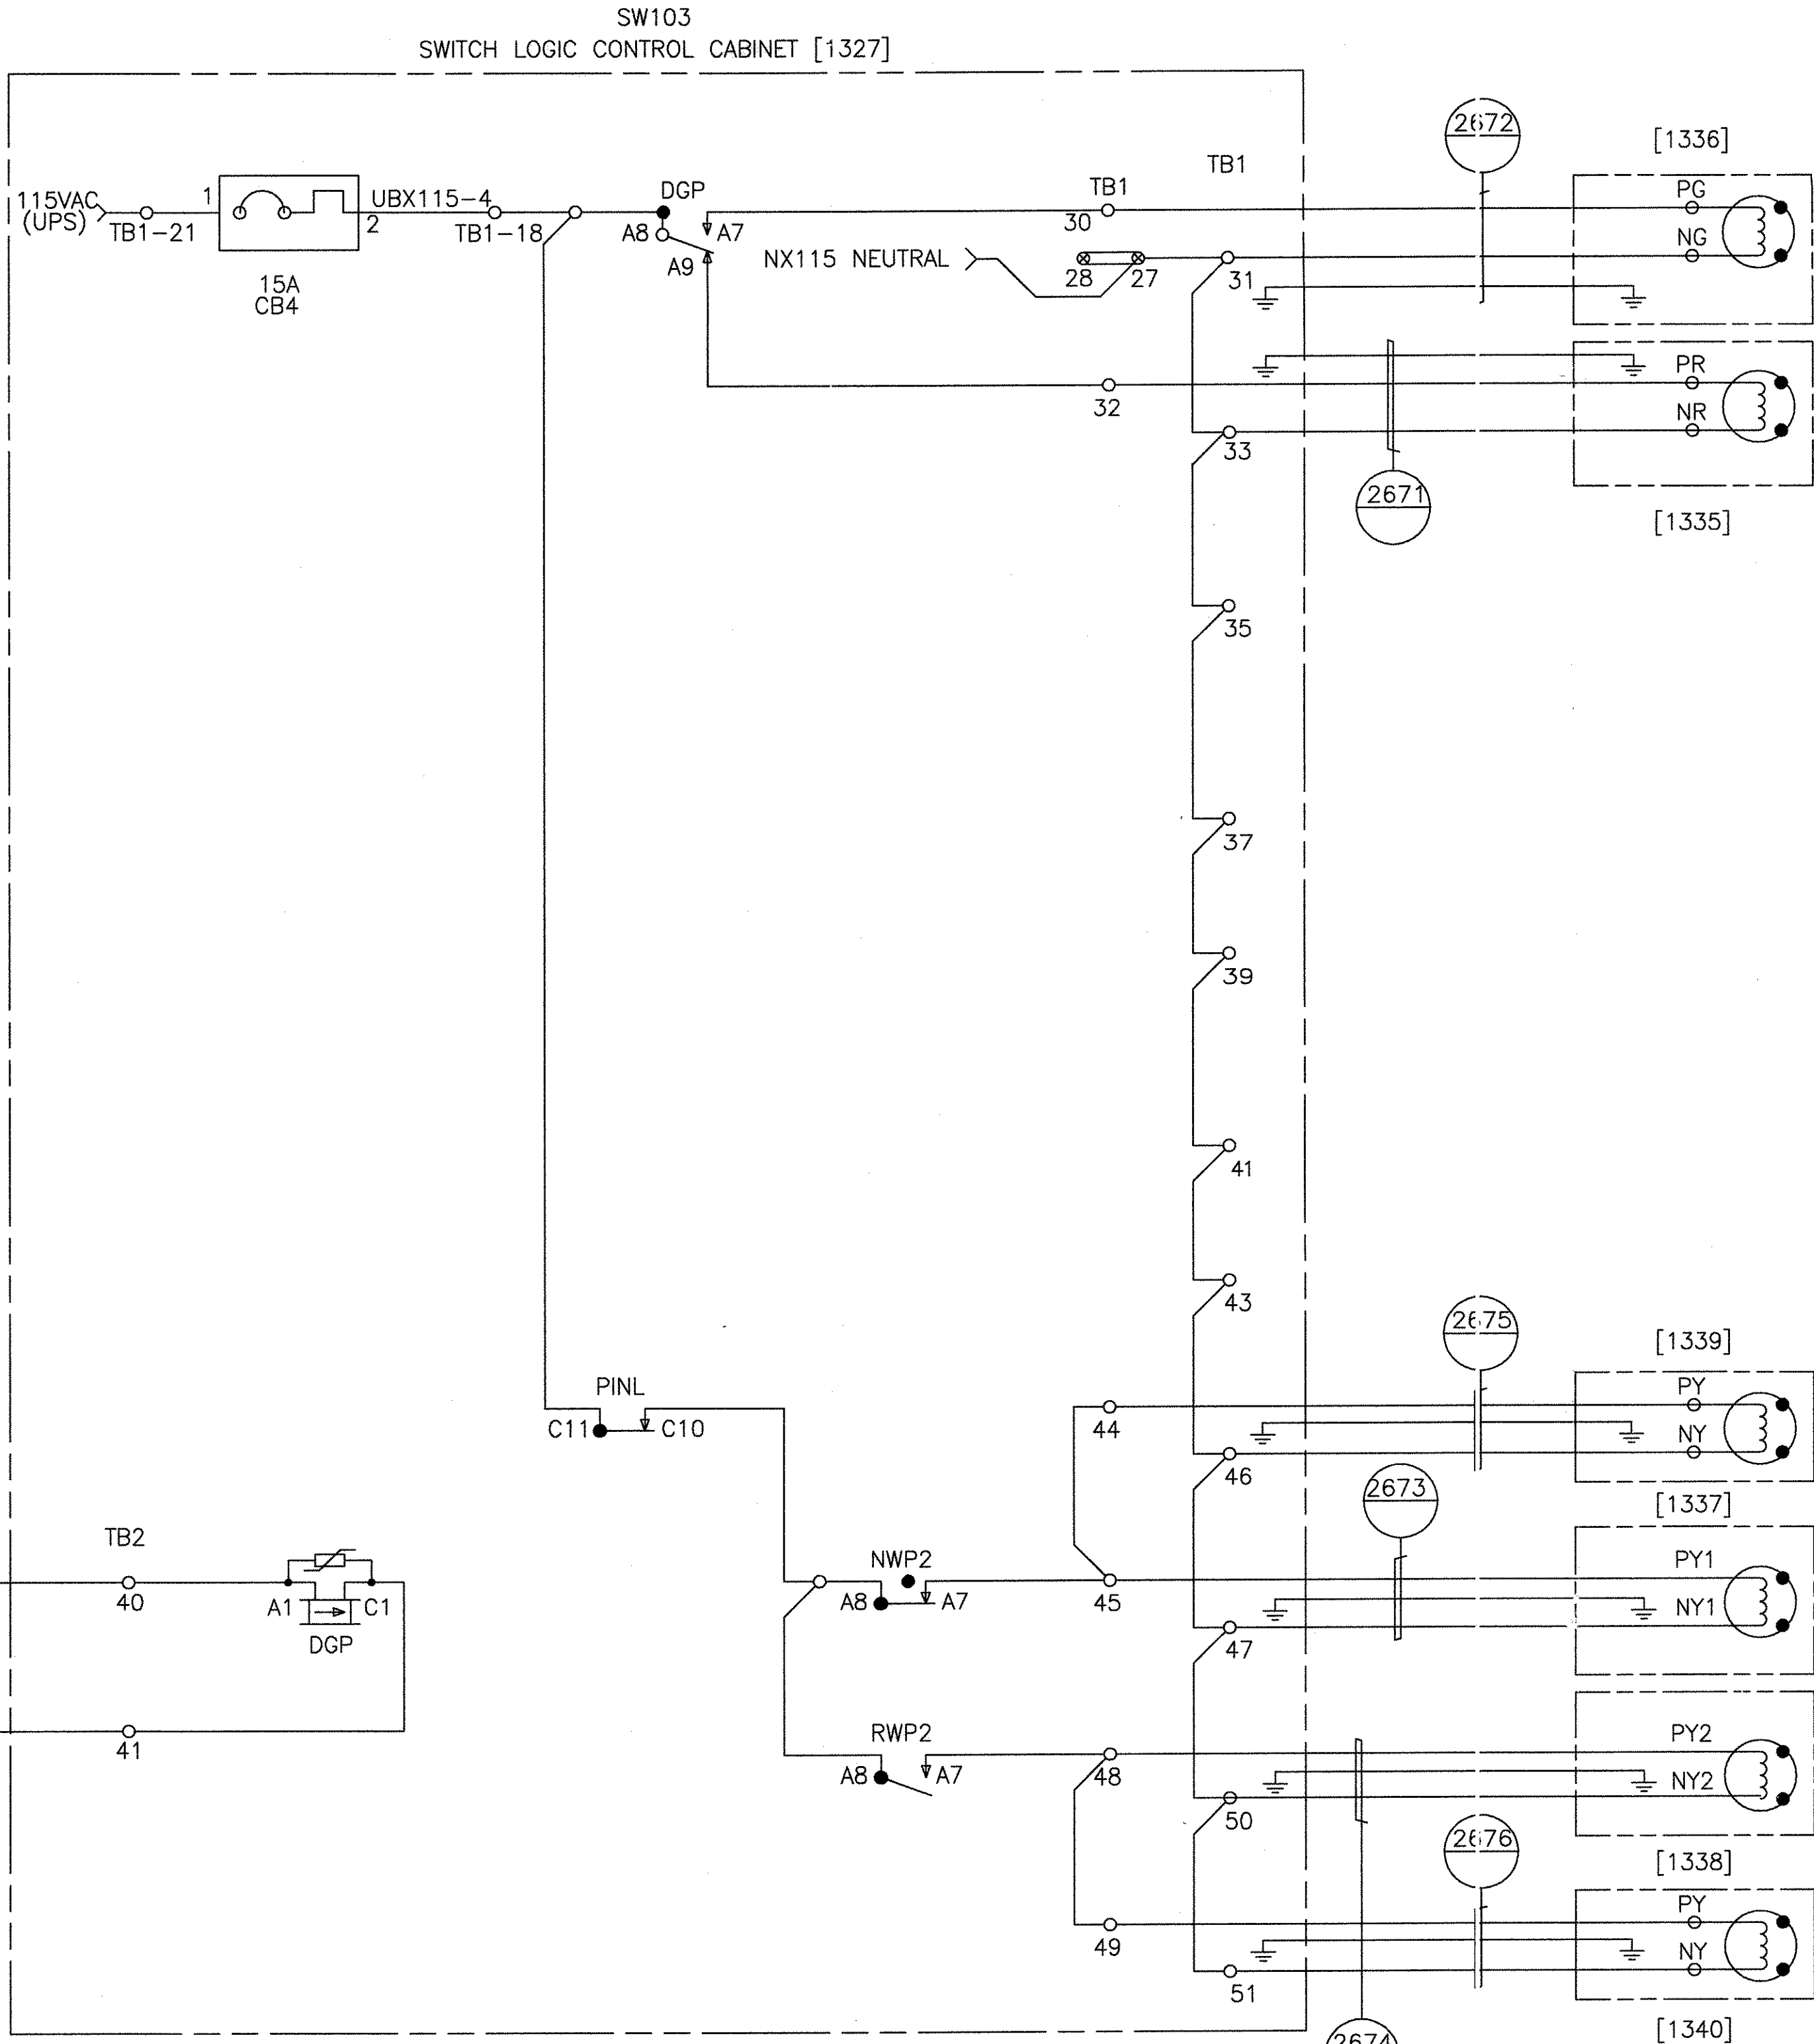 SW103
SWITCH LOGIC CONTROL CABINET [1327]
2672
[1336]
TB1
TB1
DGP
PG
115VAC
(UPS)
1
UBX115-4
2
TB1-21
TB1-18
A8
A7
A9
30
NG
NX115 NEUTRAL
28
27
31
15A
CB4
PR
32
NR
33
2671
[1335]
35
37
39
41
43
2675
[1339]
PINL
PY
C11
C10
44
NY
46
2673
[1337]
TB2
NWP2
PY1
40
A1
C1
A8
A7
45
NY1
DGP
47
RWP2
PY2
41
A8
A7
48
NY2
50
2676
[1338]
PY
49
NY
51
2674
[1340]